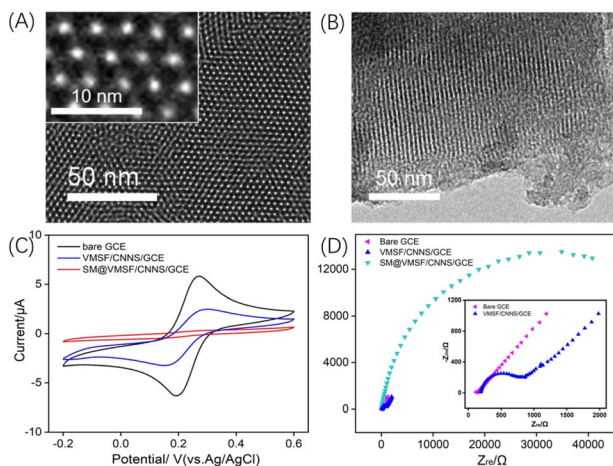 (A)
10 nm
50 nm
(B)
50 nm
(C)
bare GCE
VMSF/CNNS/GCE
SM@VMSF/CNNS/GCE
10
5
0
-5
-10
Current/μA
-0.2 0.0 0.2 0.4 0.6
Potential/ V(vs.Ag/AgCl)
(D)
Bare GCE
VMSF/CNNS/GCE
SM@VMSF/CNNS/GCE
12000
8000
4000
0
0 10000 20000 30000 40000
Zre/Ω
Bare GCE
VMSF/CNNS/GCE
-1200
-800
-400
0
0 500 1000 1500 2000
Zre/Ω